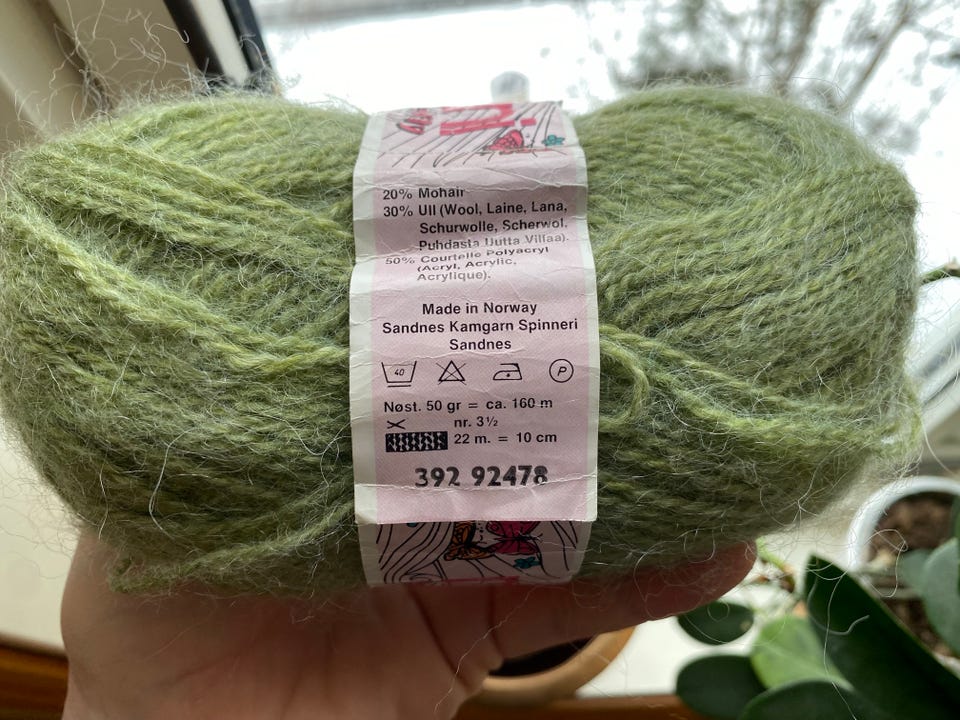 20% Mohair
30% Ull (Wool, Laine, Lana,
Schurwolle, Scherwol,
Puhdasta Uutta Villaa).
50% Courtelle Polyacryl
(Acryl, Acrylic,
Acrylique).
Made in Norway
Sandnes Kamgarn Spinneri
Sandnes
40 P
Nøst. 50 gr = ca. 160 m
nr. 3½
22 m. = 10 cm
392 92478